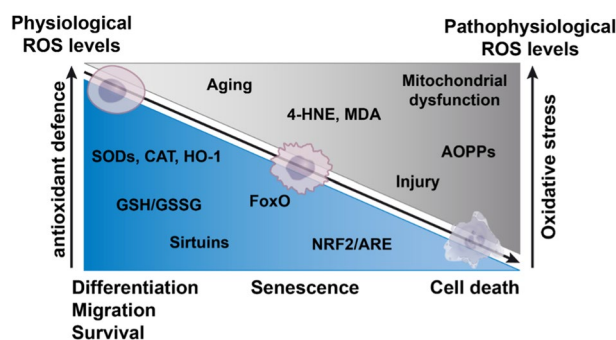 Physiological
ROS levels
Pathophysiological
ROS levels
antioxidant defence
Oxidative stress
Aging
Mitochondrial
dysfunction
4-HNE, MDA
AOPPs
Injury
SODs, CAT, HO-1
GSH/GSSG
FoxO
Sirtuins
NRF2/ARE
Differentiation
Migration
Survival
Senescence
Cell death